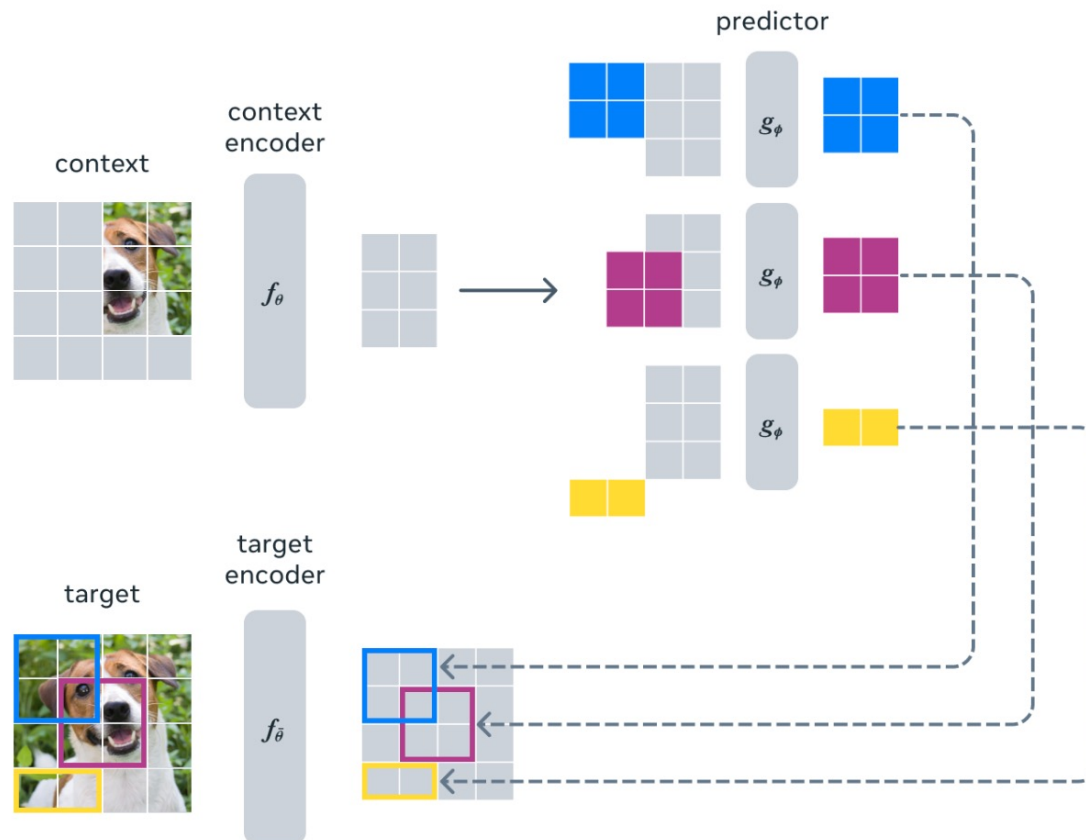 predictor
g_ϕ
context
encoder
context
f_θ
g_ϕ
g_ϕ
target
encoder
target
f_θ̄